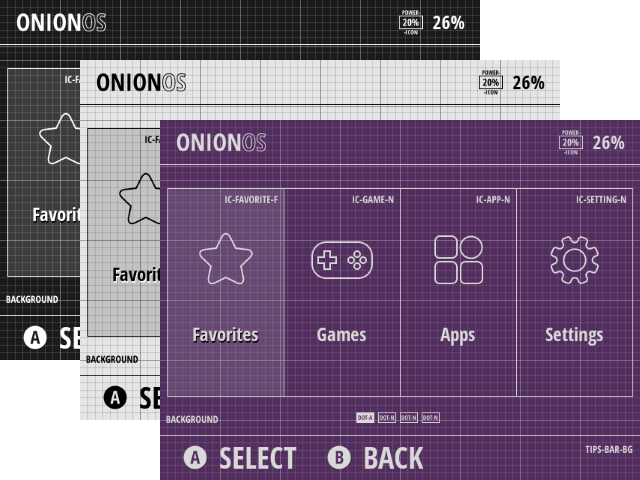 ONIONOS
POWER-
20%
-ICON
26%
IC-FA
Favorit
BACKGROUND
A SE
ONIONOS
POWER-
20%
-ICON
26%
IC-F
Favorit
BACKGROUND
A SE
ONIONOS
POWER-
20%
-ICON
26%
IC-FAVORITE-F IC-GAME-N IC-APP-N IC-SETTING-N
Favorites Games Apps Settings
DOT-A DOT-N DOT-N DOT-N
BACKGROUND
A SELECT B BACK
TIPS-BAR-BG